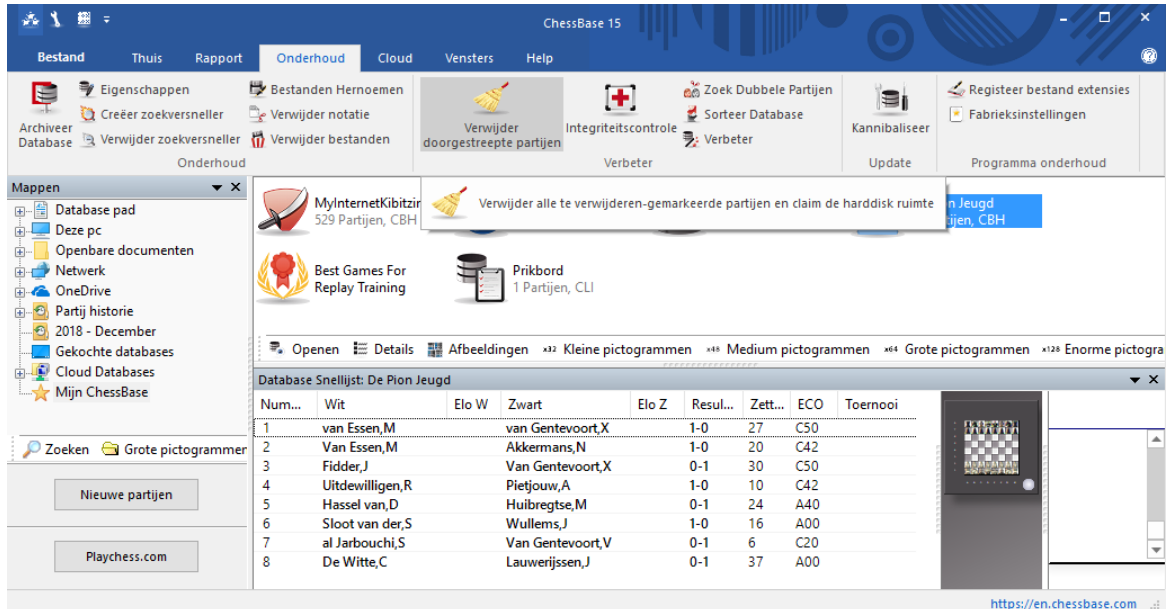 ChessBase 15
Bestand Thuis Rapport Onderhoud Cloud Vensters Help
Archiveer Database
Eigenschappen
Creëer zoekversneller
Verwijder zoekversneller
Bestanden Hernoemen
Verwijder notatie
Verwijder bestanden
Onderhoud
Verwijder doorgestreepte partijen
Integriteitscontrole
Zoek Dubbele Partijen
Sorteer Database
Verbeter
Verbeter
Kannibaliseer
Update
Registeer bestand extensies
Fabrieksinstellingen
Programma onderhoud
Mappen
Database pad
Deze pc
Openbare documenten
Netwerk
OneDrive
Partij historie
2018 - December
Gekochte databases
Cloud Databases
Mijn ChessBase
Zoeken Grote pictogrammer
Nieuwe partijen
Playchess.com
MyInternetKibitzir
529 Partijen, CBH
Verwijder alle te verwijderen-gemarkeerde partijen en claim de harddisk ruimte
n Jeugd
tijen, CBH
Best Games For
Replay Training
Prikbord
1 Partijen, CLI
Openen Details Afbeeldingen x32 Kleine pictogrammen x48 Medium pictogrammen x64 Grote pictogrammen x128 Enorme pictogra
Database Snellijst: De Pion Jeugd
Num... Wit Elo W Zwart Elo Z Resul... Zett... ECO Toernooi
1 van Essen,M van Gentevoort,X 1-0 27 C50
2 Van Essen,M Akkermans,N 1-0 20 C42
3 Fidder,J Van Gentevoort,X 0-1 30 C50
4 Uitdewilligen,R Pietjouw,A 1-0 10 C42
5 Hassel van,D Huibregtse,M 0-1 24 A40
6 Sloot van der,S Wullems,J 1-0 16 A00
7 al Jarbouchi,S Van Gentevoort,V 0-1 6 C20
8 De Witte,C Lauwerijssen,J 0-1 37 A00
https://en.chessbase.com